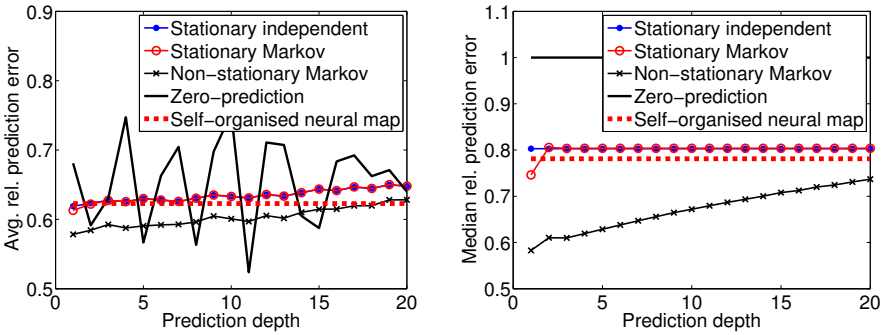 0.9
0.8
0.7
0.6
0.5
0
5
10
15
20
Avg. rel. prediction error
Prediction depth
Stationary independent
Stationary Markov
Non−stationary Markov
Zero−prediction
Self−organised neural map
1.1
1
0.9
0.8
0.7
0.6
0.5
0
5
10
15
20
Median rel. prediction error
Prediction depth
Stationary independent
Stationary Markov
Non−stationary Markov
Zero−prediction
Self−organised neural map